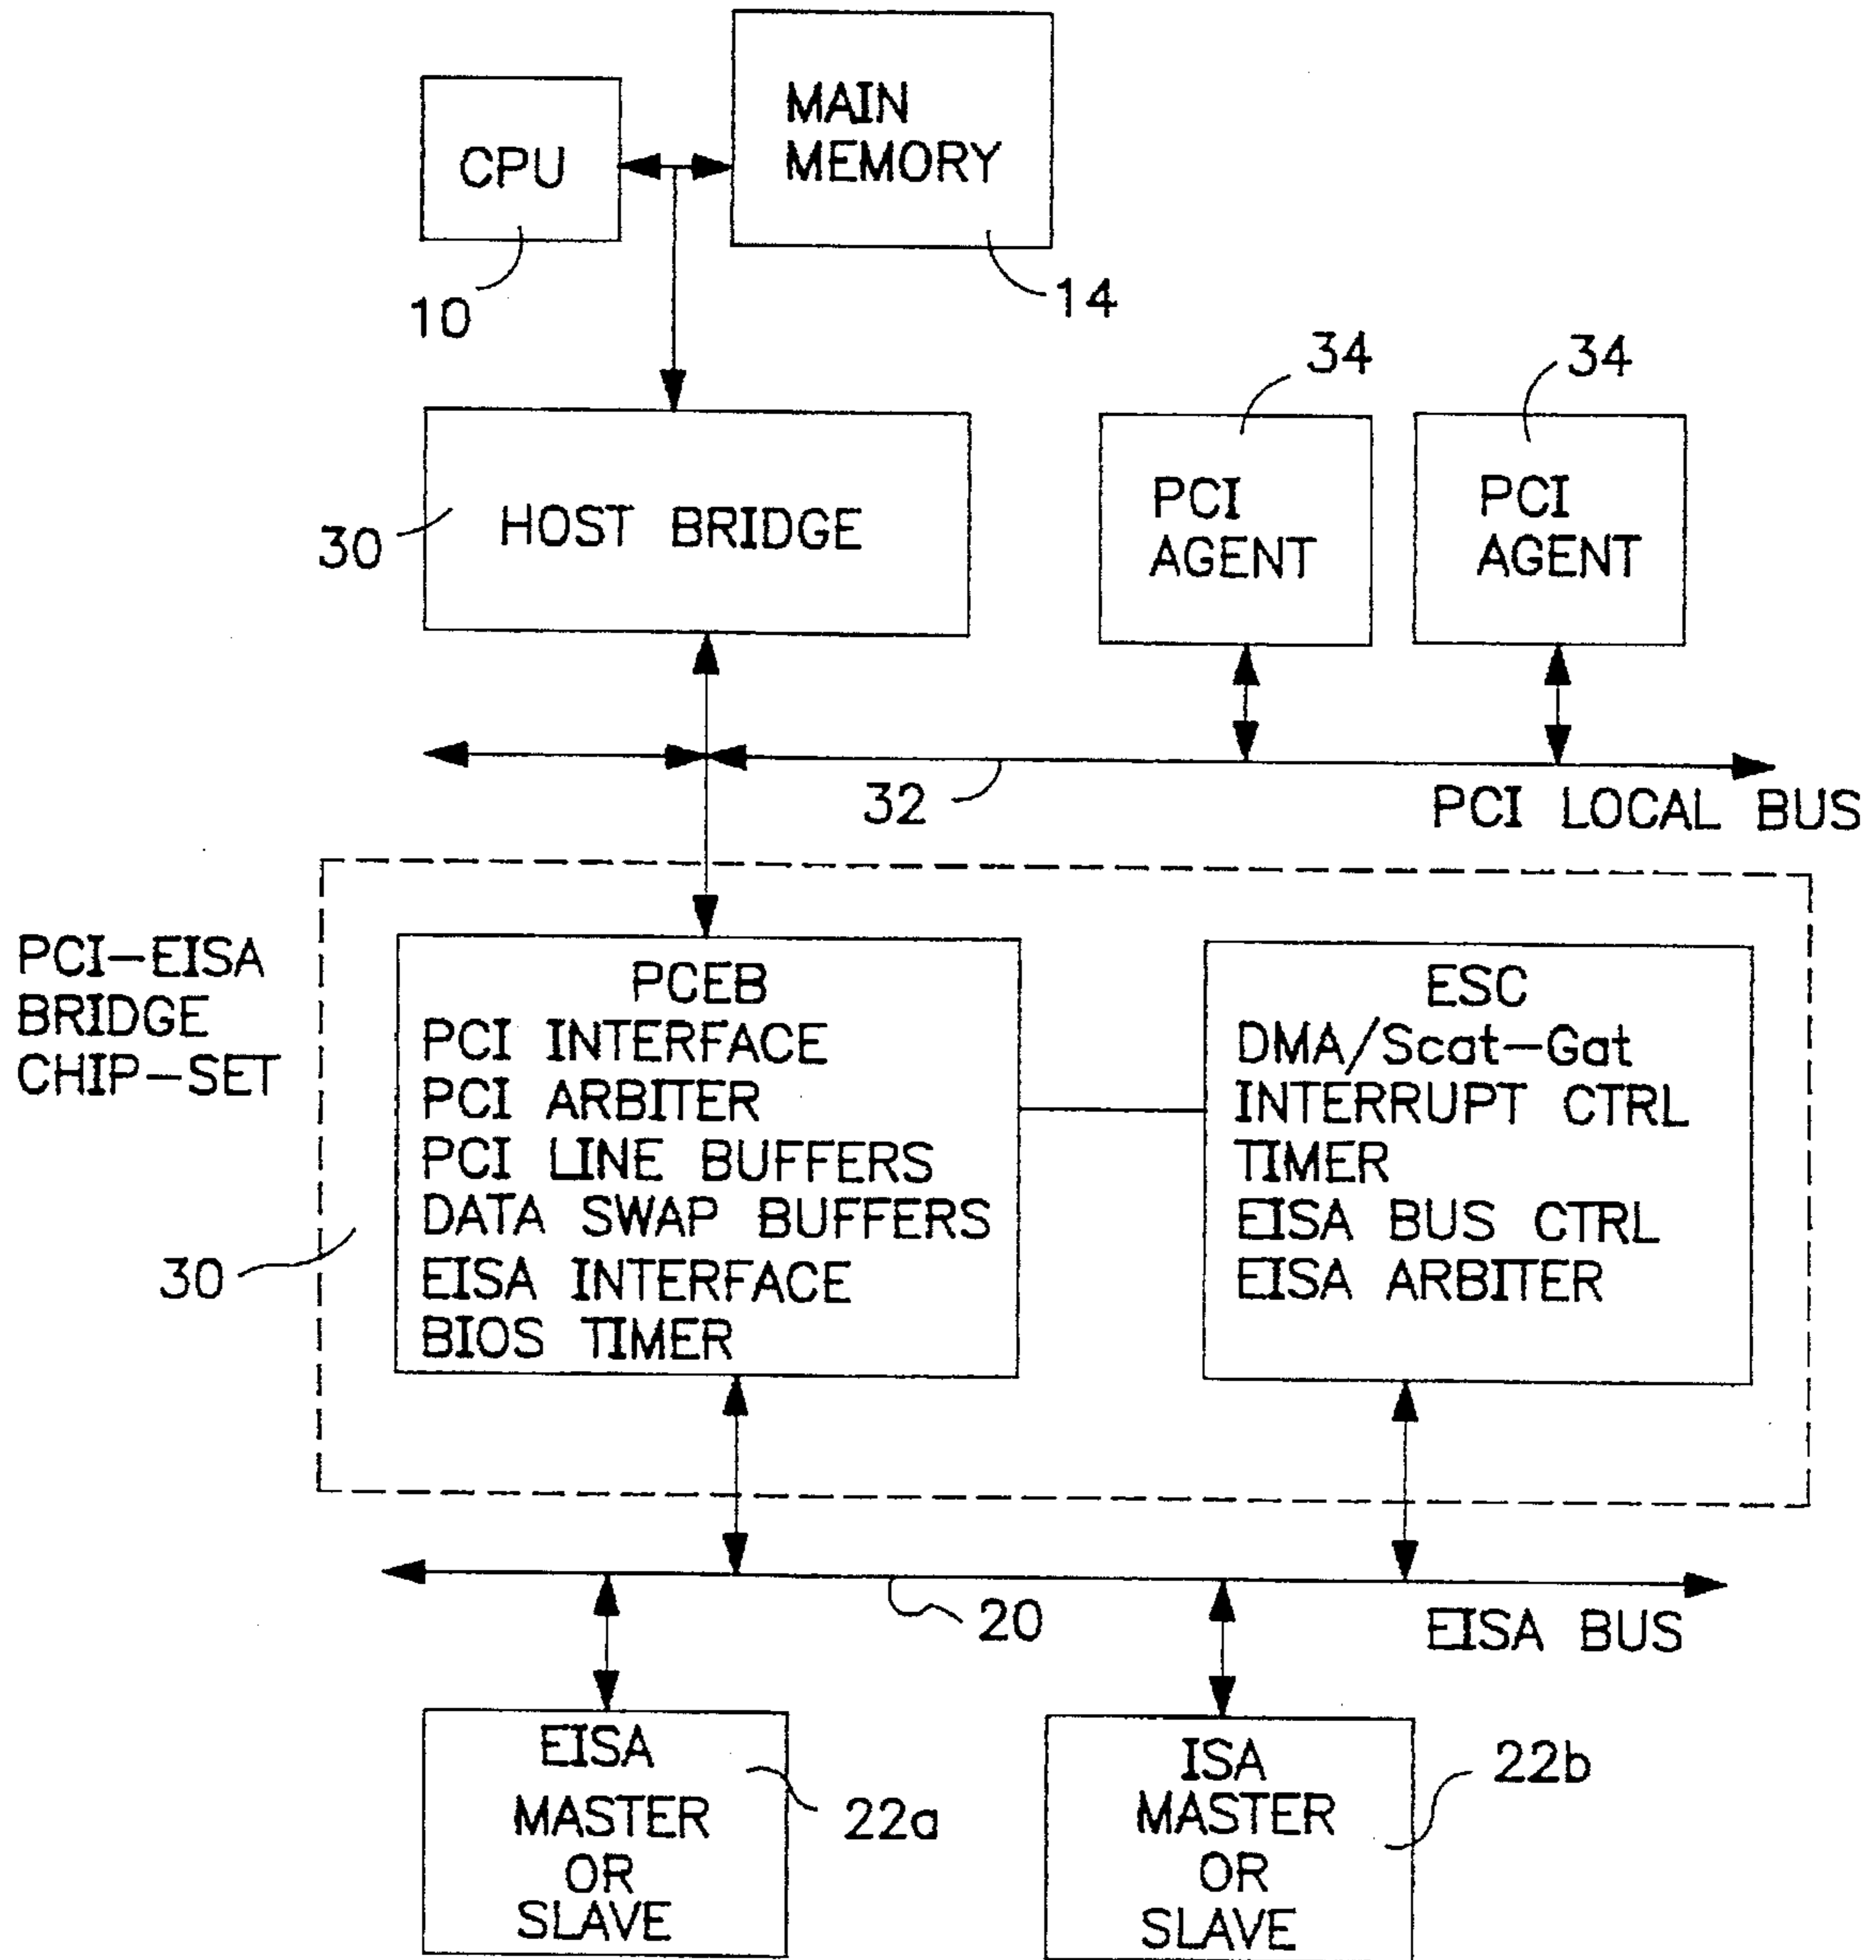 MAIN
MEMORY
CPU
10
14
34
34
HOST BRIDGE
30
PCI
AGENT
PCI
AGENT
32
PCI LOCAL BUS
PCI-EISA
BRIDGE
CHIP-SET
PCEB
PCI INTERFACE
PCI ARBITER
PCI LINE BUFFERS
DATA SWAP BUFFERS
EISA INTERFACE
BIOS TIMER
ESC
DMA/Scat-Gat
INTERRUPT CTRL
TIMER
EISA BUS CTRL
EISA ARBITER
30
20
EISA BUS
EISA
MASTER
OR
SLAVE
22a
ISA
MASTER
OR
SLAVE
22b